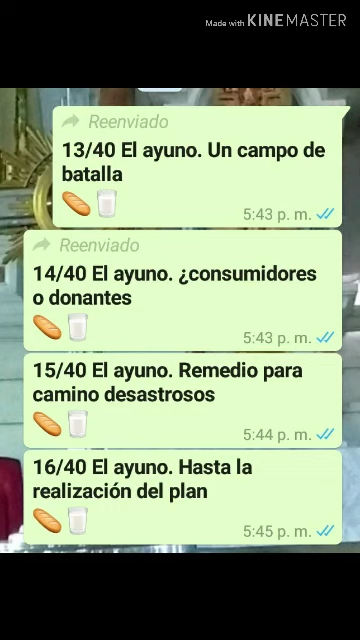 Made with KINEMASTER
Reenviado
13/40 El ayuno. Un campo de
batalla
5:43 p. m.
Reenviado
14/40 El ayuno. ¿consumidores
o donantes
5:43 p. m.
15/40 El ayuno. Remedio para
camino desastrosos
5:44 p. m.
16/40 El ayuno. Hasta la
realización del plan
5:45 p. m.